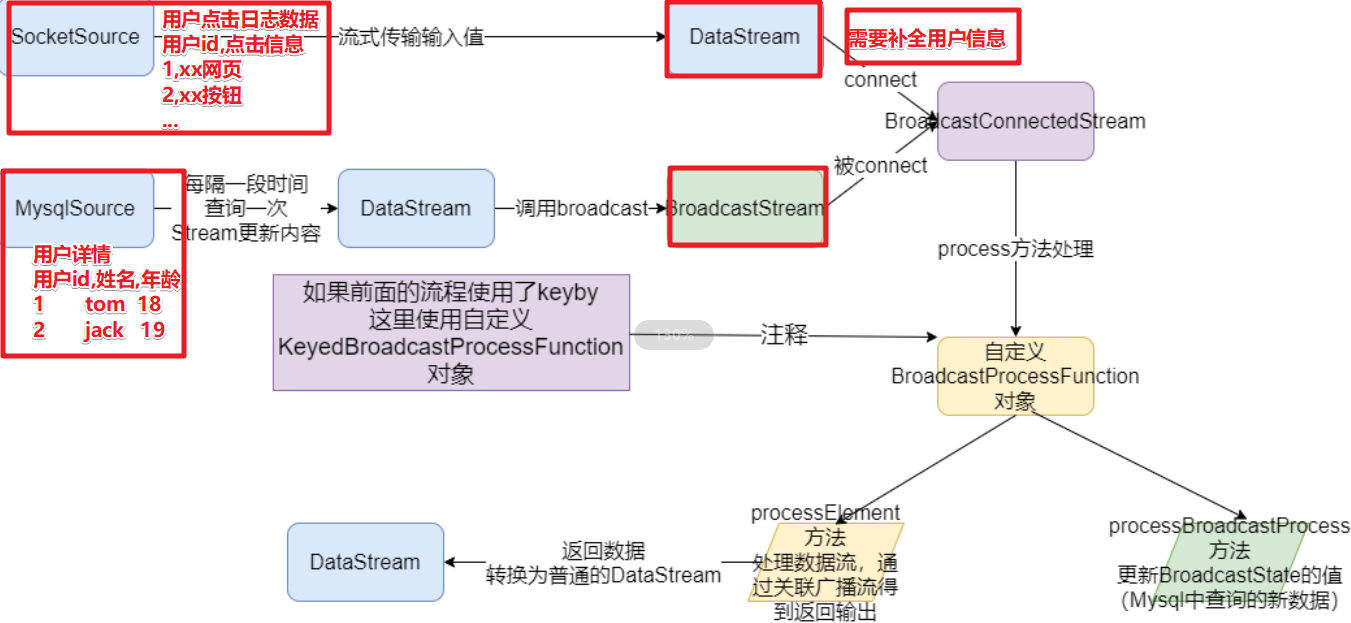 SocketSource
用户点击日志数据
用户id,点击信息
1,xx网页
2,xx按钮
...
流式传输输入值
DataStream
需要补全用户信息
connect
BroadcastConnectedStream
被connect
MysqlSource
每隔一段时间
查询一次
Stream更新内容
DataStream
调用broadcast
BroadcastStream
用户详情
用户id,姓名,年龄
1 tom 18
2 jack 19
process方法处理
如果前面的流程使用了keyby
这里使用自定义
KeyedBroadcastProcessFunction
对象
130%
注释
自定义
BroadcastProcessFunction
对象
processElement
方法
处理数据流，通
过关联广播流得
到返回输出
processBroadcastProcess
方法
更新BroadcastState的值
（Mysql中查询的新数据）
返回数据
转换为普通的DataStream
DataStream